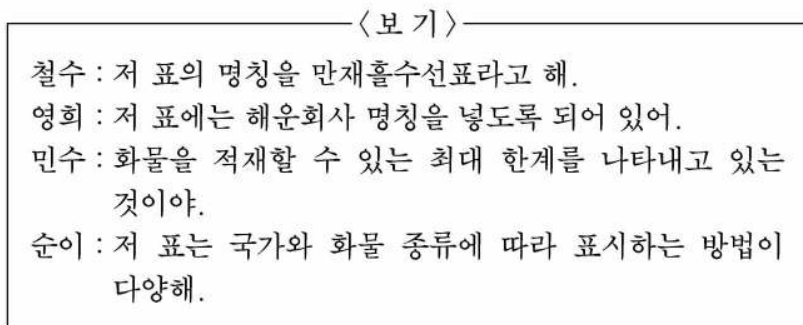 〈보 기〉
철수 : 저 표의 명칭을 만재흘수선표라고 해.
영희 : 저 표에는 해운회사 명칭을 넣도록 되어 있어.
민수 : 화물을 적재할 수 있는 최대 한계를 나타내고 있는
것이야.
순이 : 저 표는 국가와 화물 종류에 따라 표시하는 방법이
다양해.